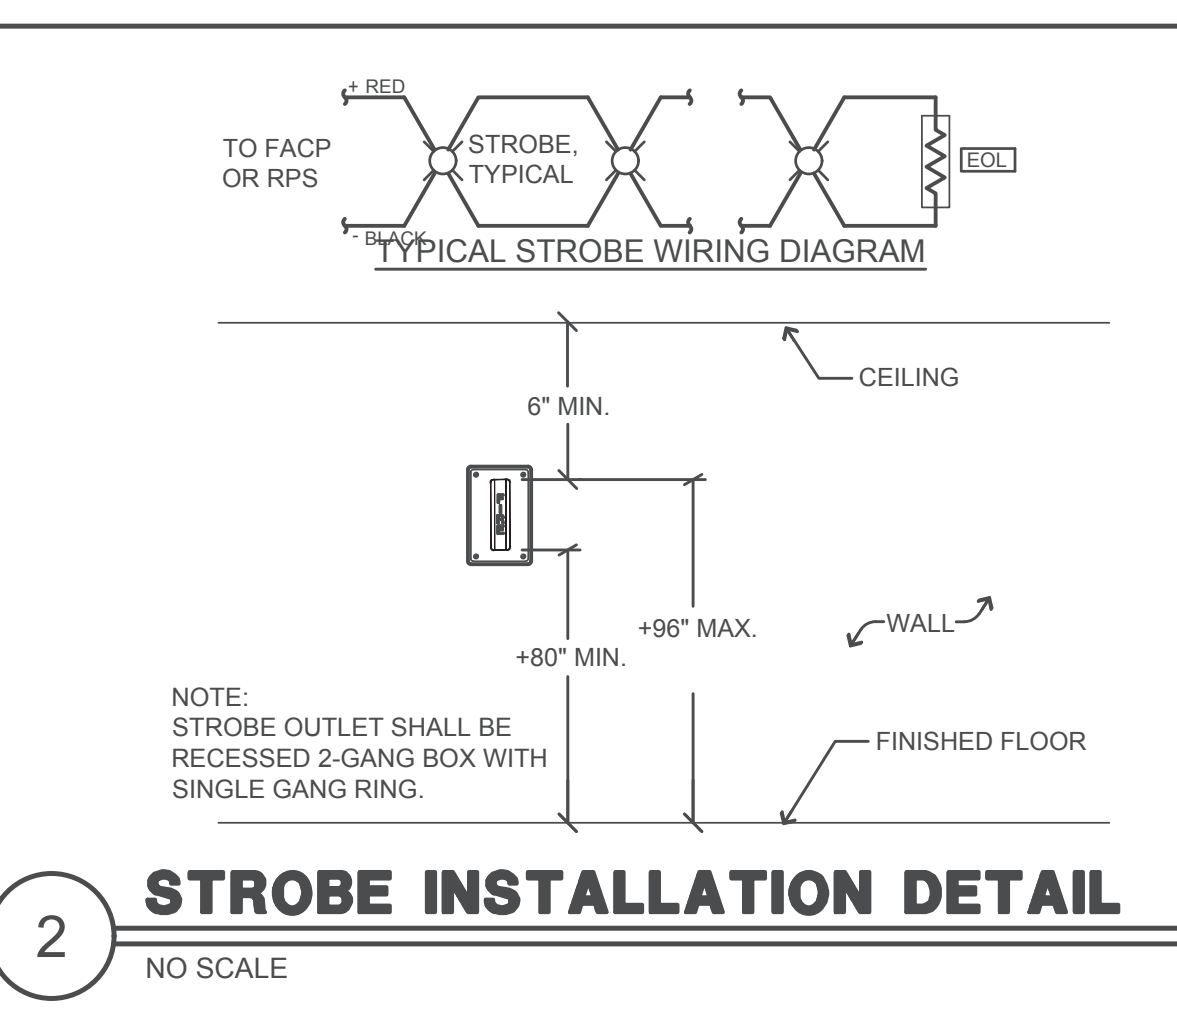 + RED
TO FACP
OR RPS
STROBE,
TYPICAL
EOL
- BLACK
TYPICAL STROBE WIRING DIAGRAM
CEILING
6" MIN.
+96" MAX.
WALL
+80" MIN.
NOTE:
STROBE OUTLET SHALL BE
RECESSED 2-GANG BOX WITH
SINGLE GANG RING.
FINISHED FLOOR
2
STROBE INSTALLATION DETAIL
NO SCALE